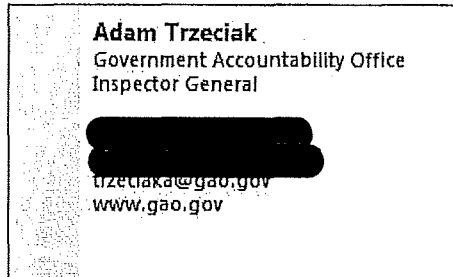 Adam Trzeciak
Government Accountability Office
Inspector General
trzeciaka@gao.gov
www.gao.gov